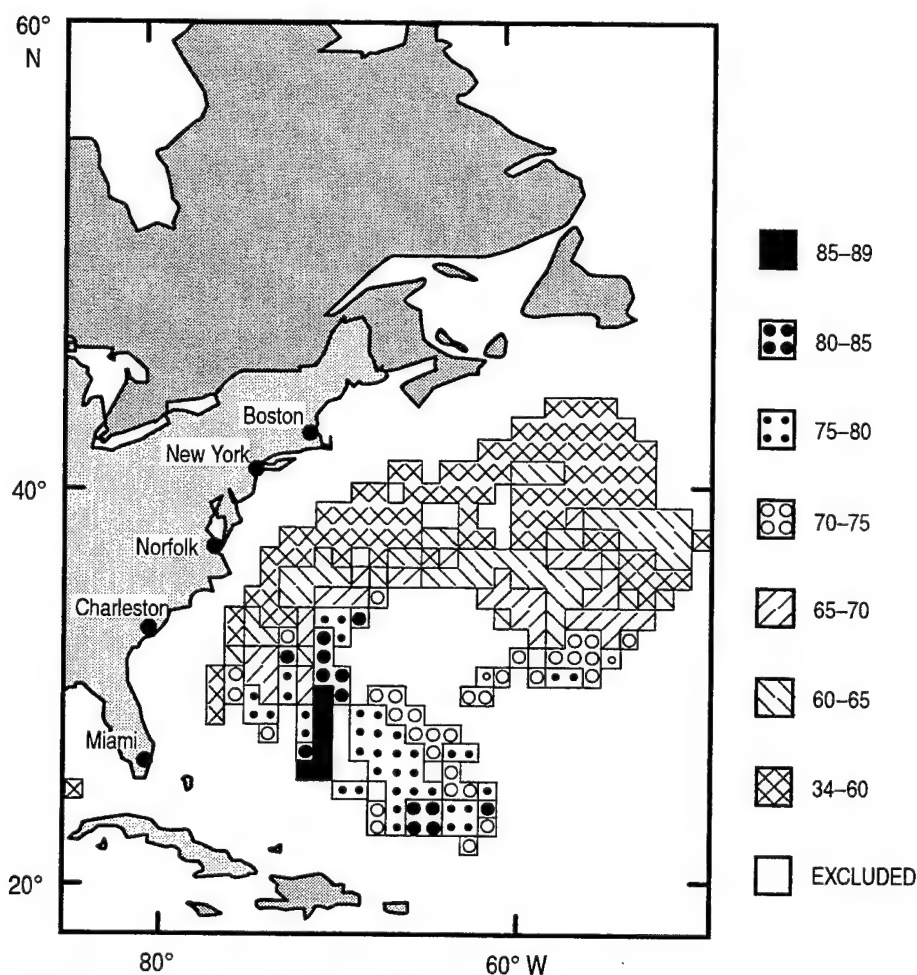 60°
N
Boston
New York
40°
Norfolk
Charleston
Miami
20°
80°
60° W
85–89
80–85
75–80
70–75
65–70
60–65
34–60
EXCLUDED